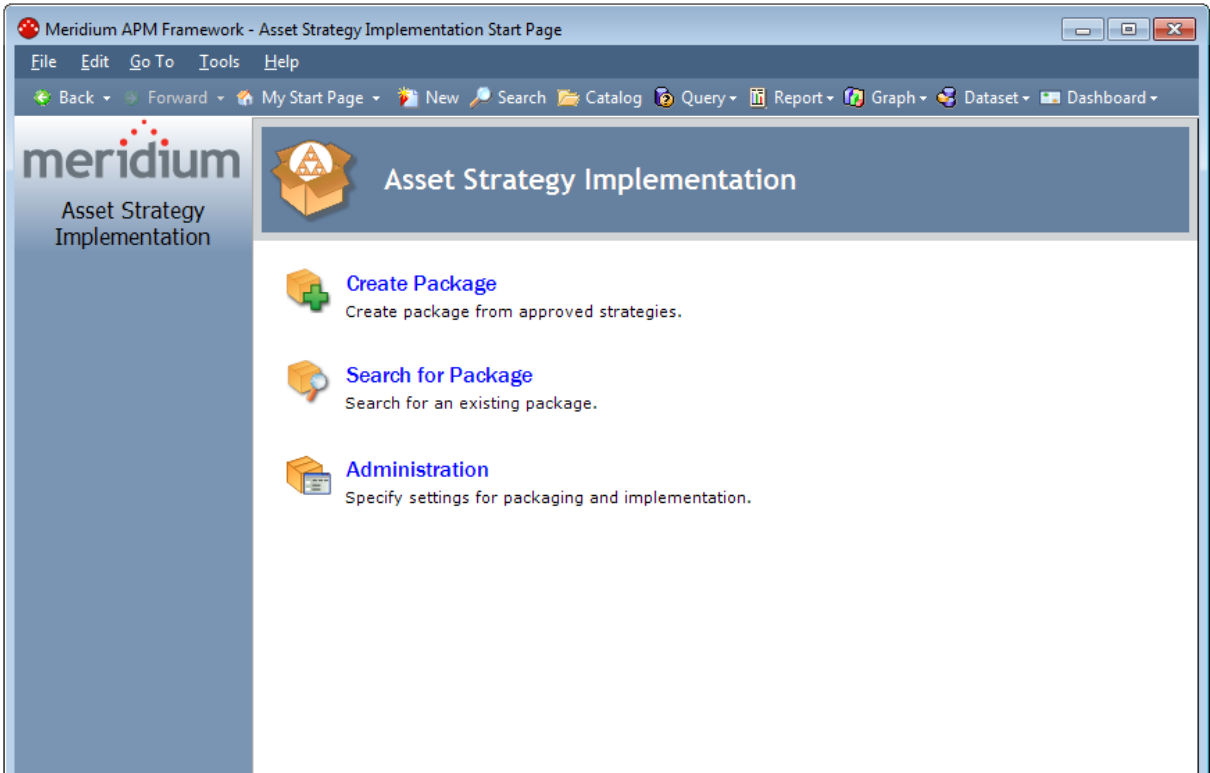 Meridium APM Framework - Asset Strategy Implementation Start Page
File Edit Go To Tools Help
Back Forward My Start Page New Search Catalog Query Report Graph Dataset Dashboard
meridium
Asset Strategy
Implementation
Asset Strategy Implementation
Create Package
Create package from approved strategies.
Search for Package
Search for an existing package.
Administration
Specify settings for packaging and implementation.